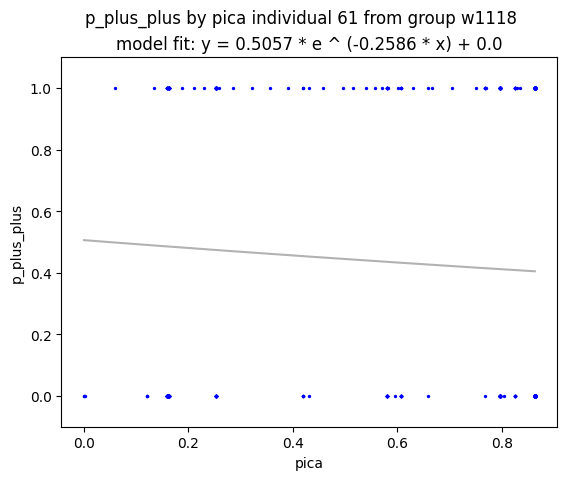 p_plus_plus by pica individual 61 from group w1118
model fit: y = 0.5057 * e ^ (-0.2586 * x) + 0.0
1.0
0.8
0.6
0.4
0.2
0.0
p_plus_plus
0.0 0.2 0.4 0.6 0.8
pica